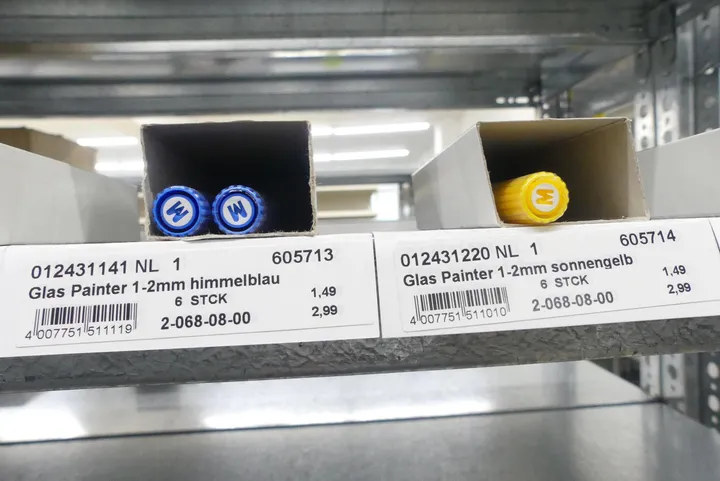 M
M
M
012431141 NL 1 605713
Glas Painter 1-2mm himmelblau
6 STCK 1,49
2-068-08-00 2,99
4 007751 511119
012431220 NL 1 605714
Glas Painter 1-2mm sonnengelb
6 STCK 1,49
2-068-08-00 2,99
4 007751 511010